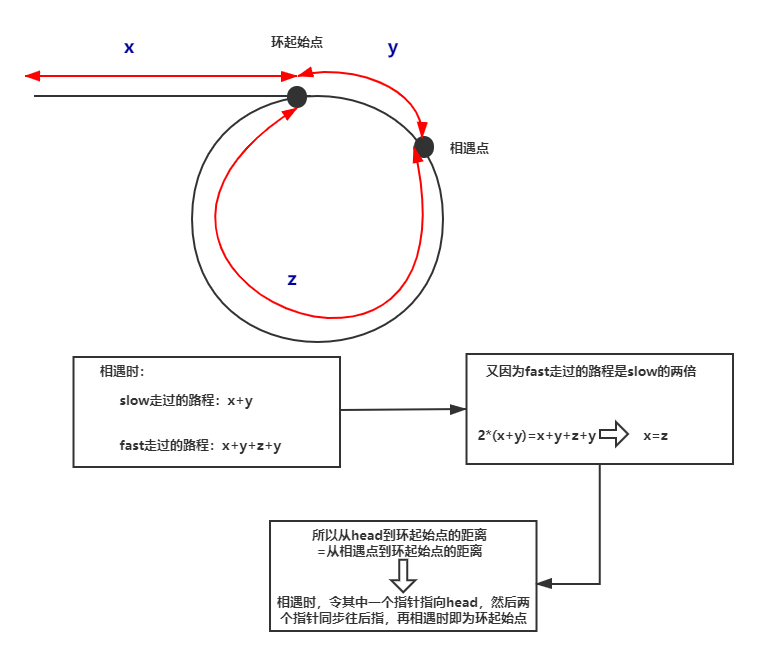 环起始点
x
y
相遇点
z
相遇时：
slow走过的路程：x+y
fast走过的路程：x+y+z+y
又因为fast走过的路程是slow的两倍
2*(x+y)=x+y+z+y
x=z
所以从head到环起始点的距离
=从相遇点到环起始点的距离
相遇时，令其中一个指针指向head，然后两
个指针同步往后指，再相遇时即为环起始点